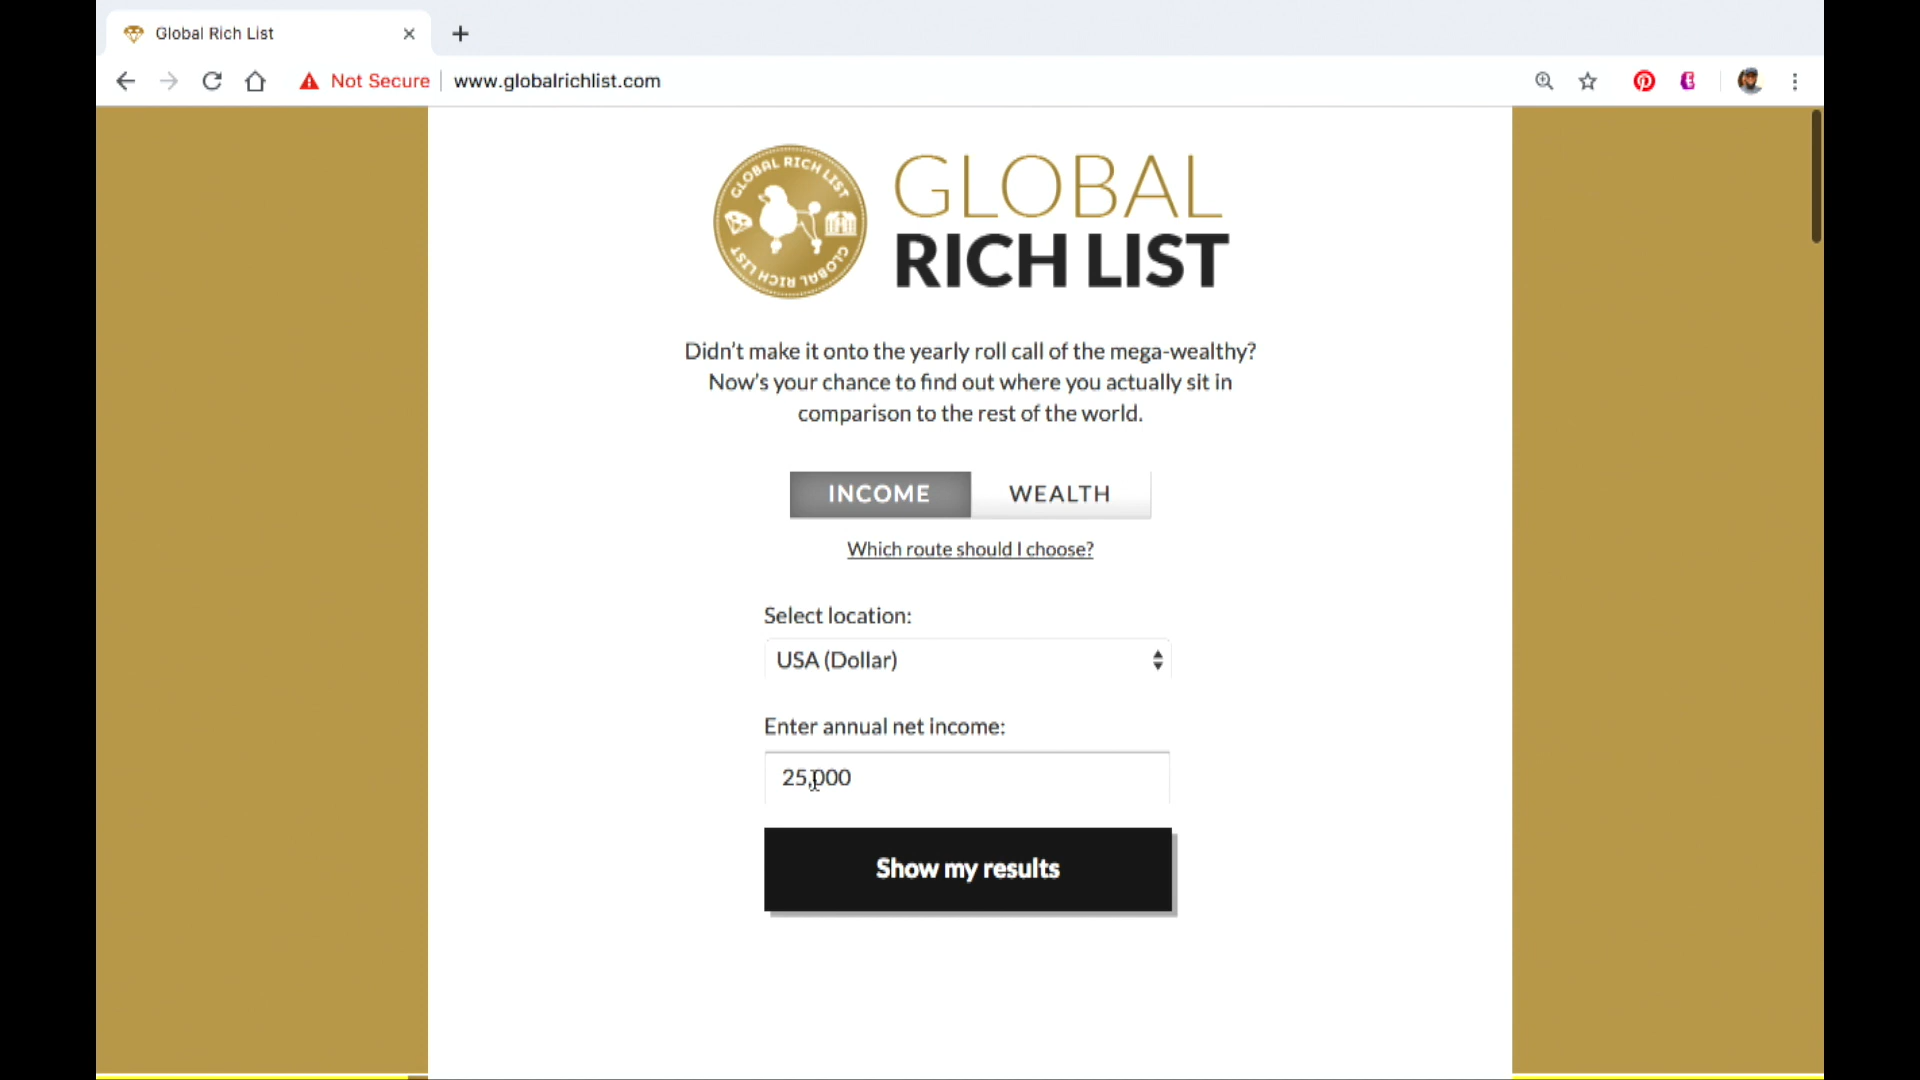 Global Rich List
Not Secure
www.globalrichlist.com
GLOBAL RICH LIST
GLOBAL RICH LIST
GLOBAL
RICH LIST
Didn't make it onto the yearly roll call of the mega-wealthy?
Now's your chance to find out where you actually sit in
comparison to the rest of the world.
INCOME
WEALTH
Which route should I choose?
Select location:
USA (Dollar)
Enter annual net income:
25,000
Show my results